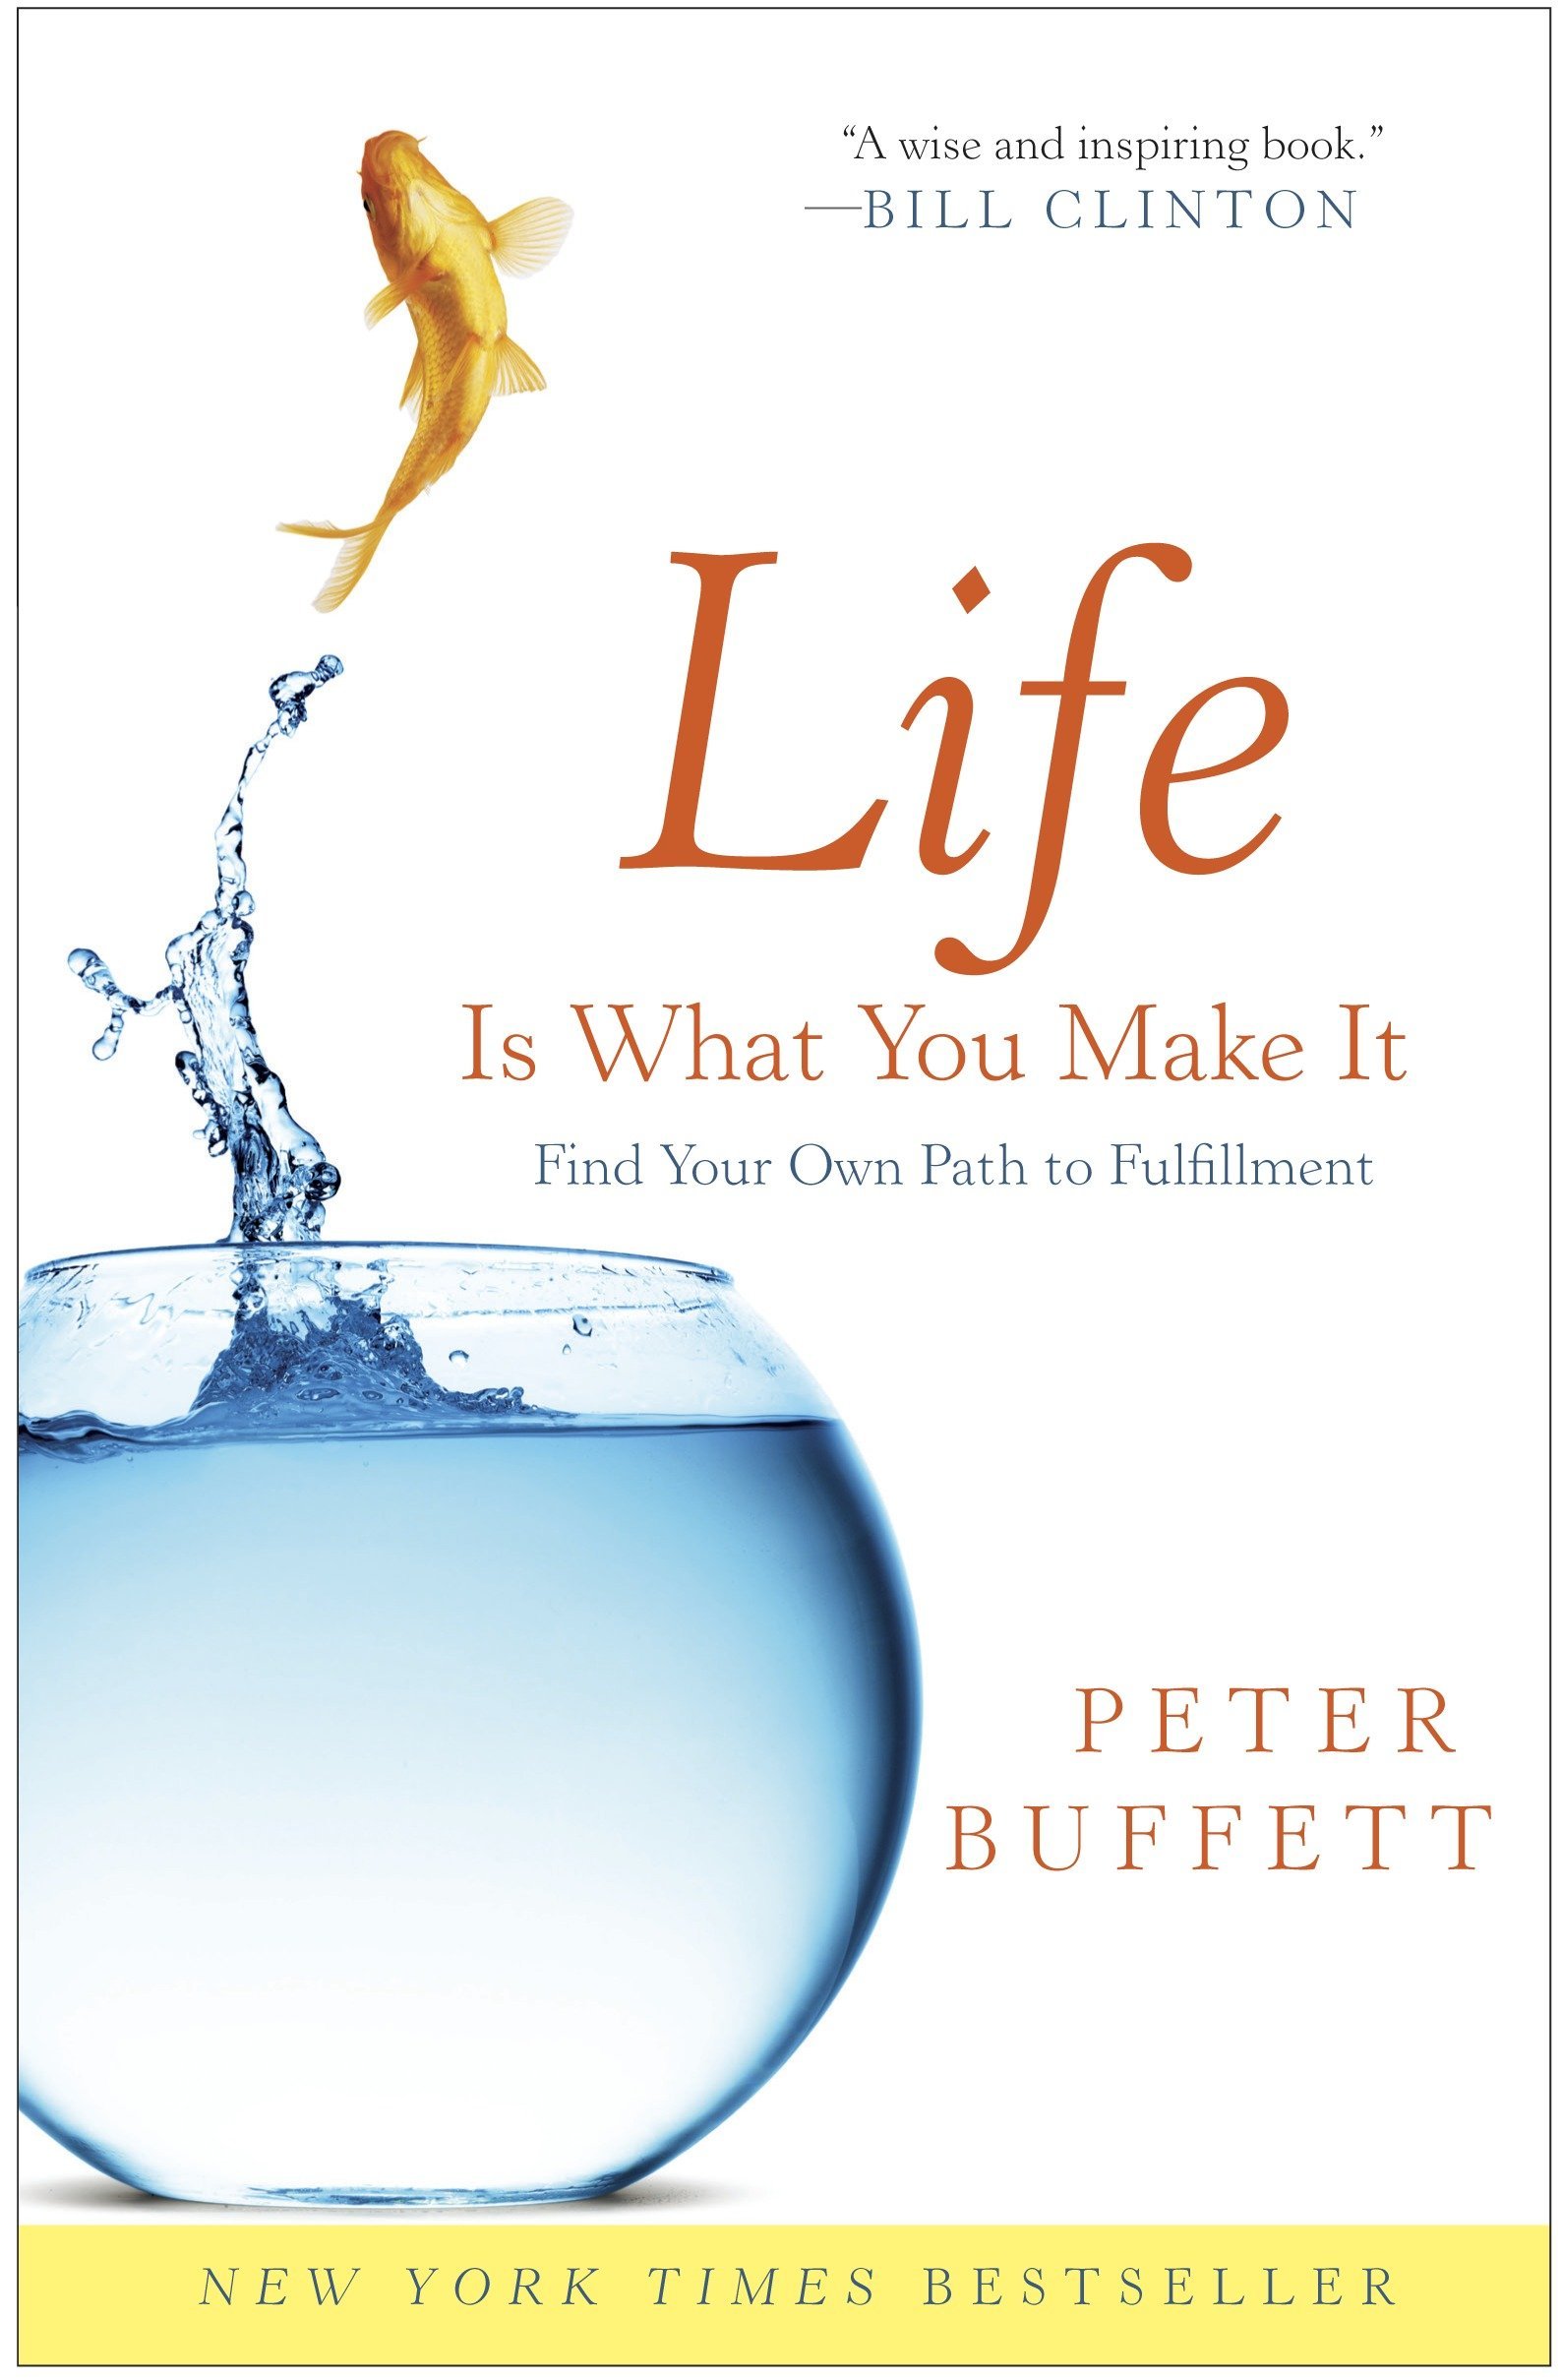 “A wise and inspiring book.”
—BILL CLINTON
Life
Is What You Make It
Find Your Own Path to Fulfillment
PETER
BUFFETT
NEW YORK TIMES BESTSELLER